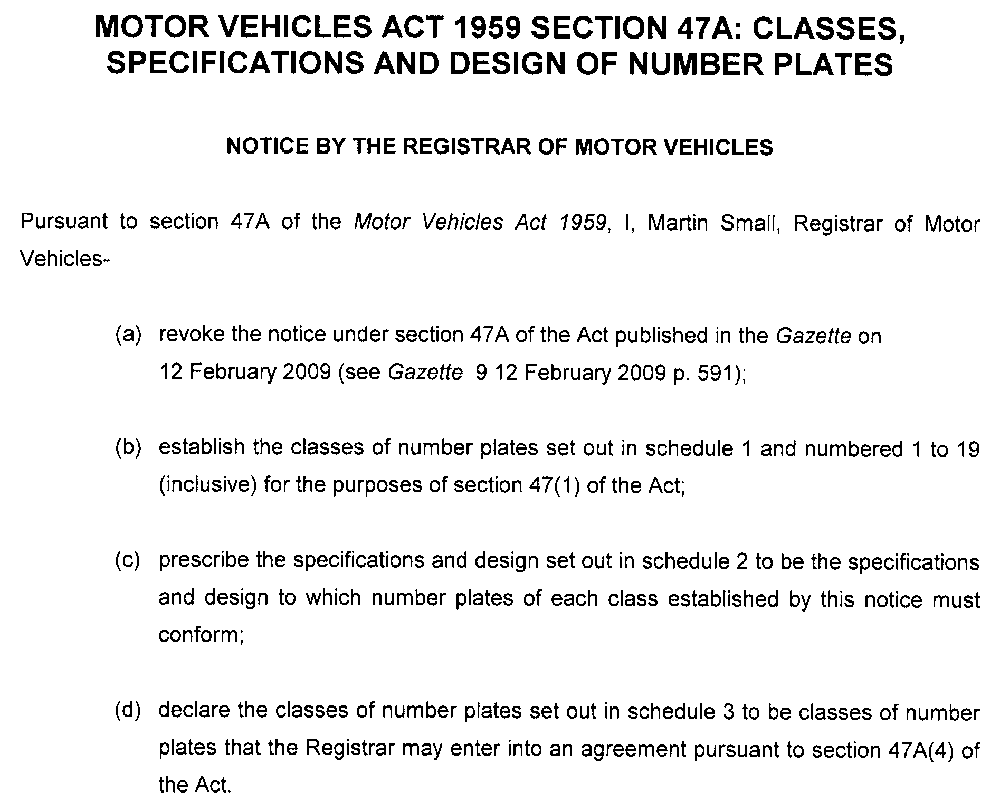 MOTOR VEHICLES ACT 1959 SECTION 47A: CLASSES,
SPECIFICATIONS AND DESIGN OF NUMBER PLATES
NOTICE BY THE REGISTRAR OF MOTOR VEHICLES
Pursuant to section 47A of the Motor Vehicles Act 1959, I, Martin Small, Registrar of Motor
Vehicles-
(a) revoke the notice under section 47A of the Act published in the Gazette on
12 February 2009 (see Gazette 9 12 February 2009 p. 591);
(b) establish the classes of number plates set out in schedule 1 and numbered 1 to 19
(inclusive) for the purposes of section 47(1) of the Act;
(c) prescribe the specifications and design set out in schedule 2 to be the specifications
and design to which number plates of each class established by this notice must
conform;
(d) declare the classes of number plates set out in schedule 3 to be classes of number
plates that the Registrar may enter into an agreement pursuant to section 47A(4) of
the Act.